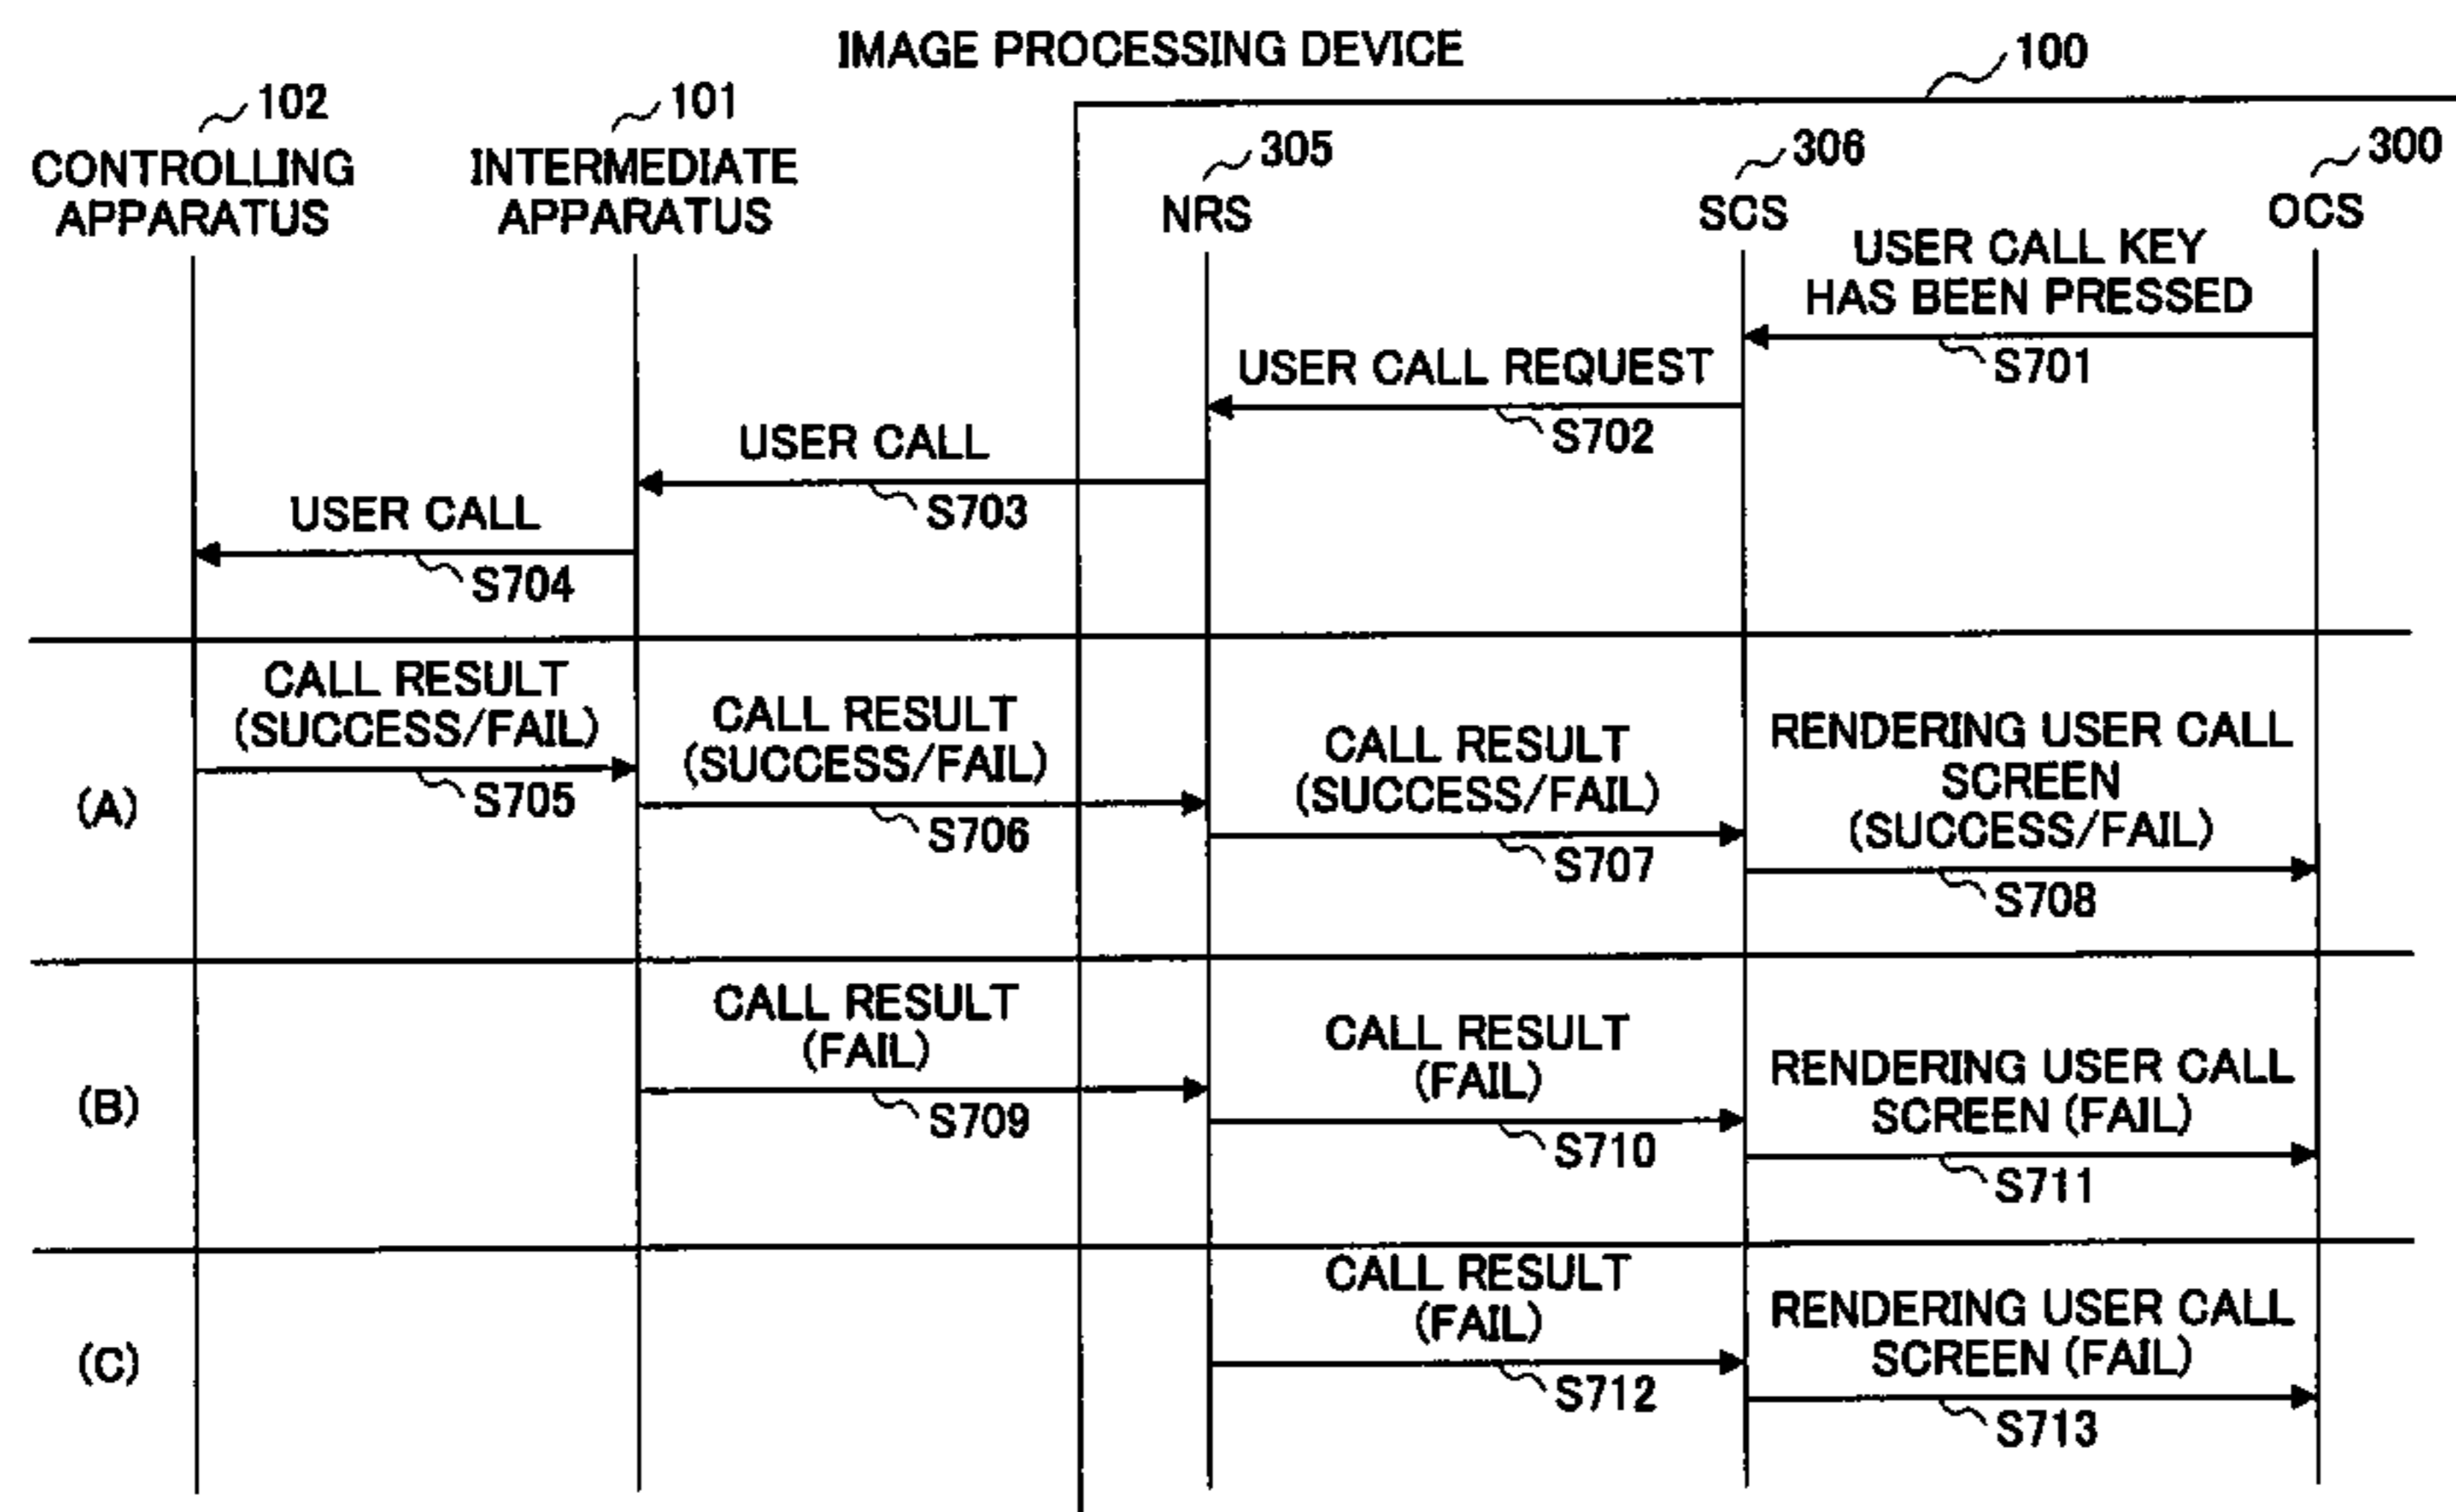 IMAGE PROCESSING DEVICE
100
102
101
305
306
300
CONTROLLING
APPARATUS
INTERMEDIATE
APPARATUS
NRS
SCS
OCS
USER CALL KEY
HAS BEEN PRESSED
S701
USER CALL REQUEST
S702
USER CALL
S703
USER CALL
S704
(A)
CALL RESULT
(SUCCESS/FAIL)
S705
CALL RESULT
(SUCCESS/FAIL)
S706
CALL RESULT
(SUCCESS/FAIL)
S707
RENDERING USER CALL
SCREEN
(SUCCESS/FAIL)
S708
(B)
CALL RESULT
(FAIL)
S709
CALL RESULT
(FAIL)
S710
RENDERING USER CALL
SCREEN (FAIL)
S711
(C)
CALL RESULT
(FAIL)
S712
RENDERING USER CALL
SCREEN (FAIL)
S713